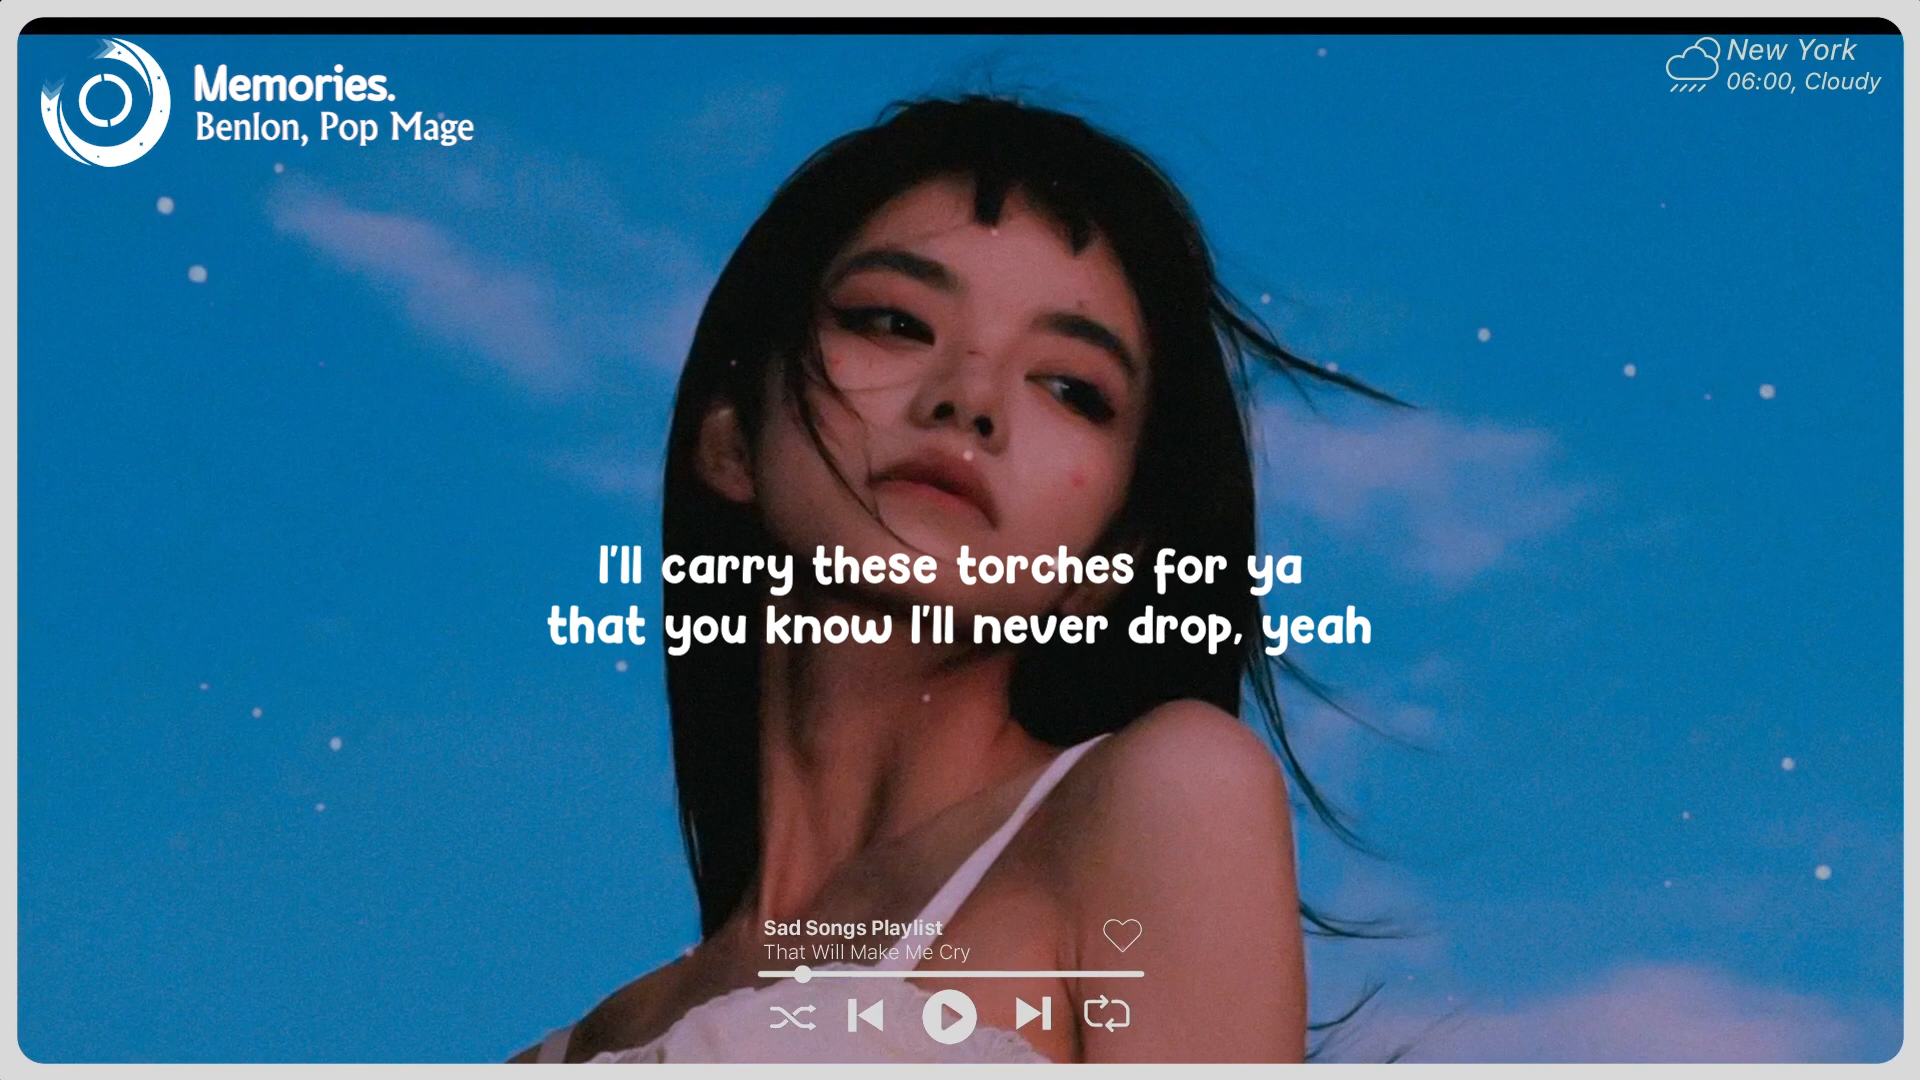 Memories.
Benlon, Pop Mage
New York
06:00, Cloudy
I'll carry these torches for ya
that you know I'll never drop, yeah
Sad Songs Playlist
That Will Make Me Cry